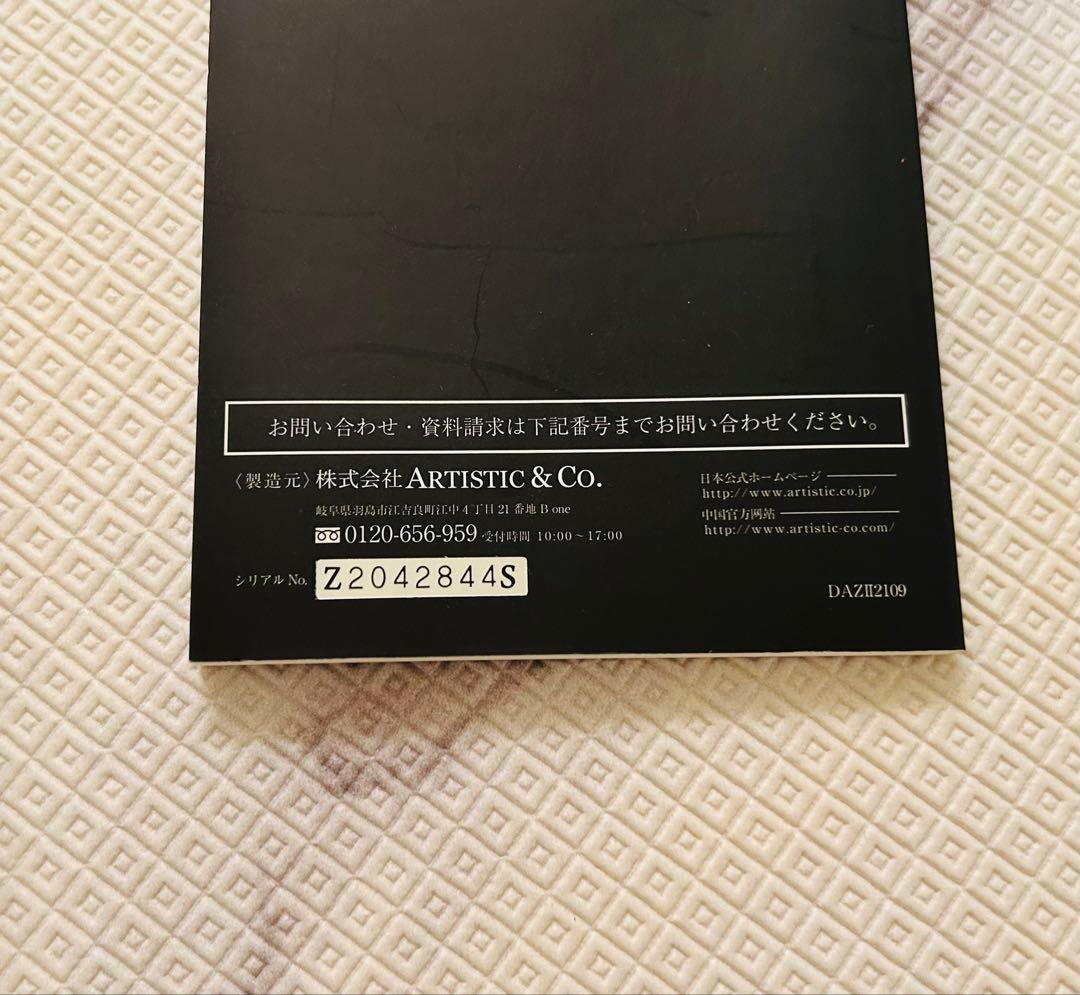 お問い合わせ・資料請求は下記番号までお問い合わせください。
〈製造元〉株式会社 ARTISTIC & CO.
岐阜県羽島市江吉良町江中4丁目21番地 B one
0120-656-959 受付時間 10:00〜17:00
シリアルNo. Z2042844S
日本公式ホームページ
http://www.artistic.co.jp/
中国官方网站
http://www.artistic-co.com/
DAZⅡ2109